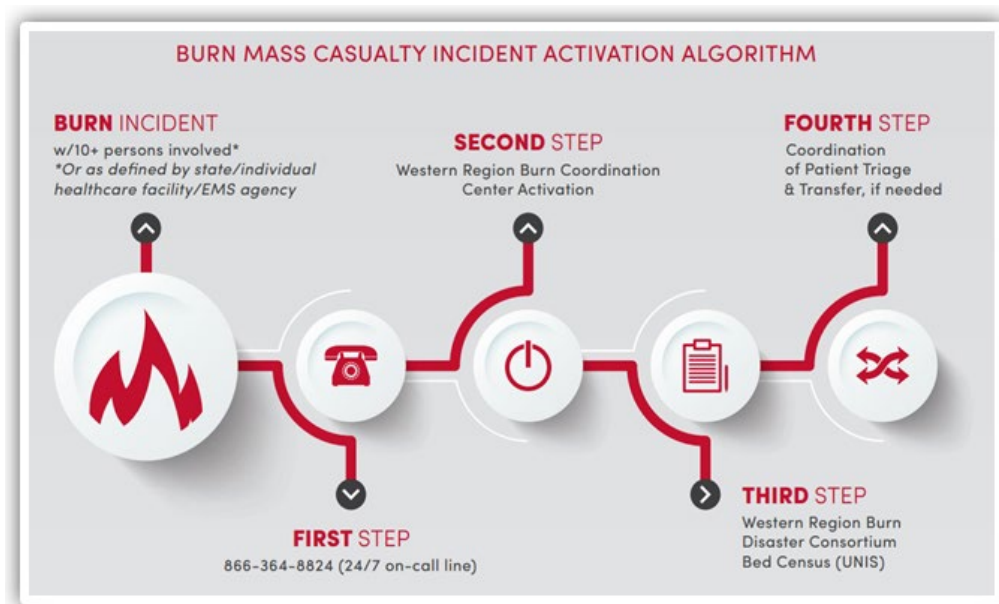 BURN MASS CASUALTY INCIDENT ACTIVATION ALGORITHM
BURN INCIDENT
w/10+ persons involved*
*Or as defined by state/individual
healthcare facility/EMS agency
FIRST STEP
866-364-8824 (24/7 on-call line)
SECOND STEP
Western Region Burn Coordination
Center Activation
THIRD STEP
Western Region Burn
Disaster Consortium
Bed Census (UNIS)
FOURTH STEP
Coordination
of Patient Triage
& Transfer, if needed